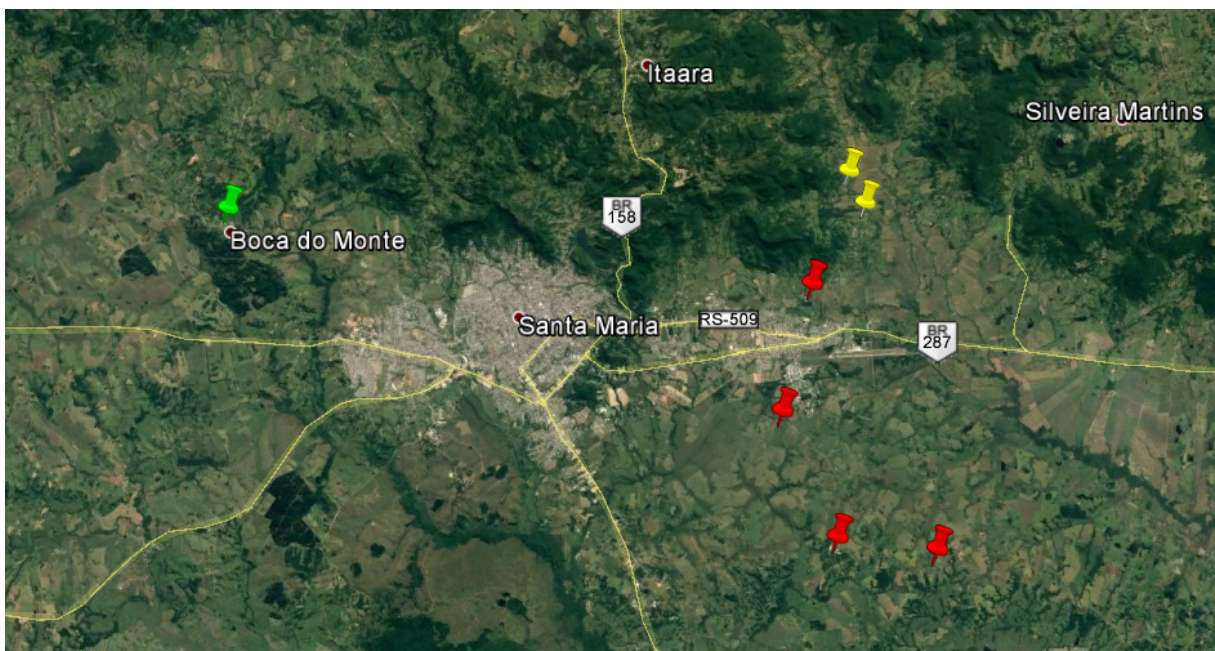 Itaara
Silveira Martins
BR
158
Boca do Monte
Santa Maria
RS-509
BR
287